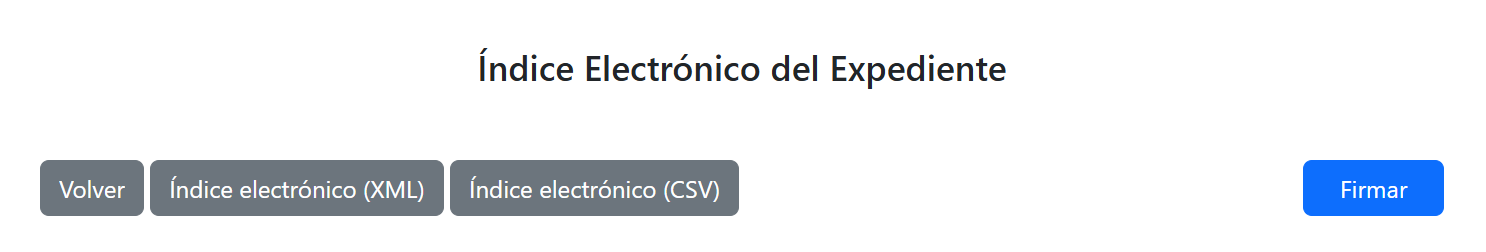 Índice Electrónico del Expediente
Volver Índice electrónico (XML) Índice electrónico (CSV) Firmar